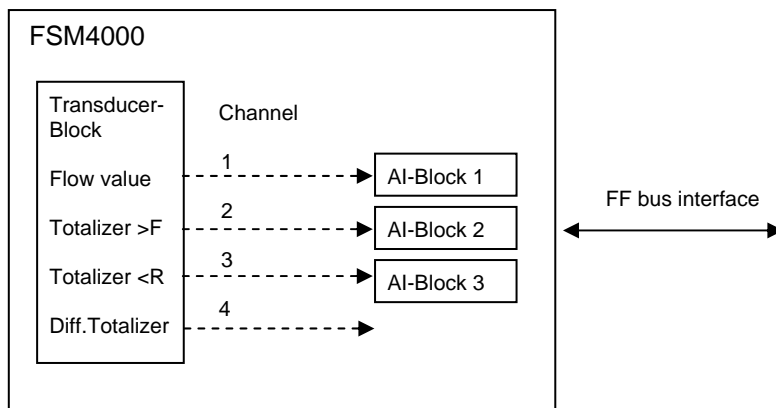 FSM4000
Transducer-
Block
Channel
Flow value
1
AI-Block 1
FF bus interface
Totalizer >F
2
AI-Block 2
Totalizer <R
3
AI-Block 3
Diff.Totalizer
4